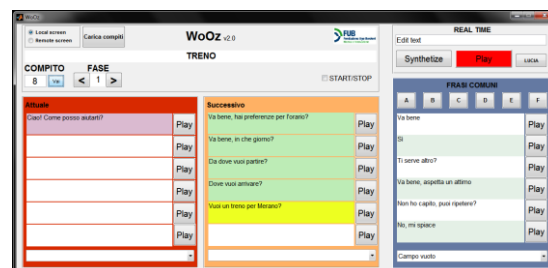 WoOz
Local screen
Remote screen
Carica compiti
WoOz v2.0
FUB
TRENO
COMPITO
FASE
8
Vai
<
1
>
START/STOP
REAL TIME
Edit text
Synthetize
Play
LUCIA
FRASI COMUNI
A
B
C
D
E
F
Attuale
Ciao! Come posso aiutarti?
Play
Play
Play
Play
Play
Play
Successivo
Va bene, hai preferenze per l'orario?
Play
Va bene, in che giorno?
Play
Da dove vuoi partire?
Play
Dove vuoi arrivare?
Play
Vuoi un treno per Merano?
Play
Play
Va bene
Play
Si
Play
Ti serve altro?
Play
Va bene, aspetta un attimo
Play
Non ho capito, puoi ripetere?
Play
No, mi spiace
Play
Campo vuoto